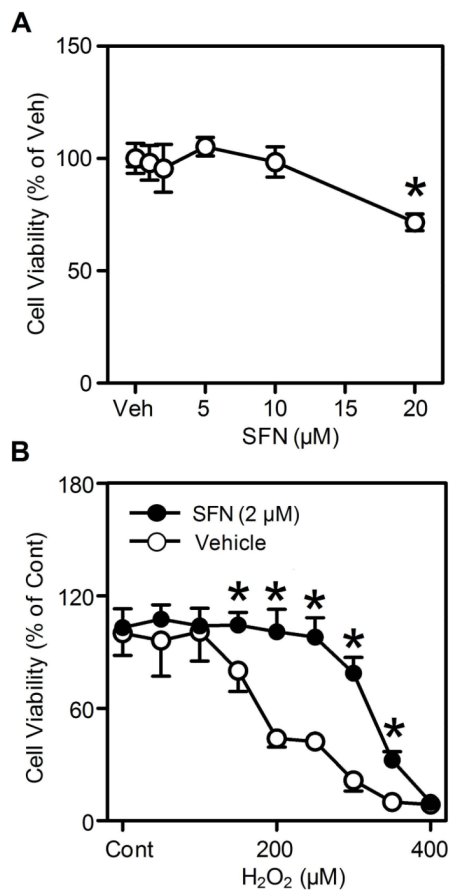 A
150
100
50
0
Cell Viability (% of Veh)
*
Veh 5 10 15 20
SFN (µM)
B
180
120
60
0
Cell Viability (% of Cont)
SFN (2 µM)
Vehicle
* * * * *
Cont 200 400
H₂O₂ (µM)